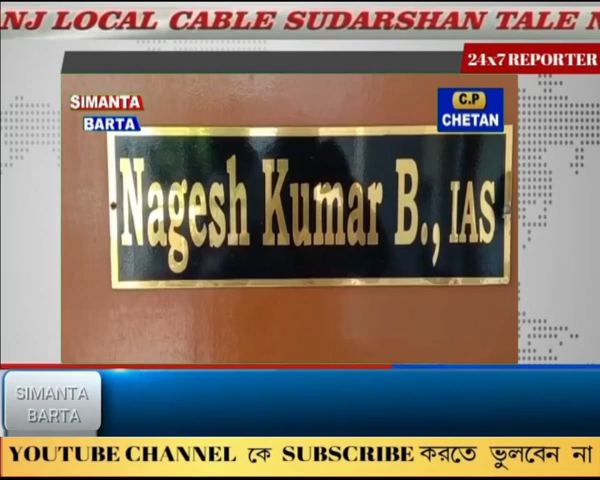 NJ LOCAL CABLE SUDARSHAN TALE N
24x7 REPORTER
SIMANTA
BARTA
C.P
CHETAN
Nagesh Kumar B., IAS
SIMANTA
BARTA
YOUTUBE CHANNEL কে SUBSCRIBE করতে ভুলবেন না